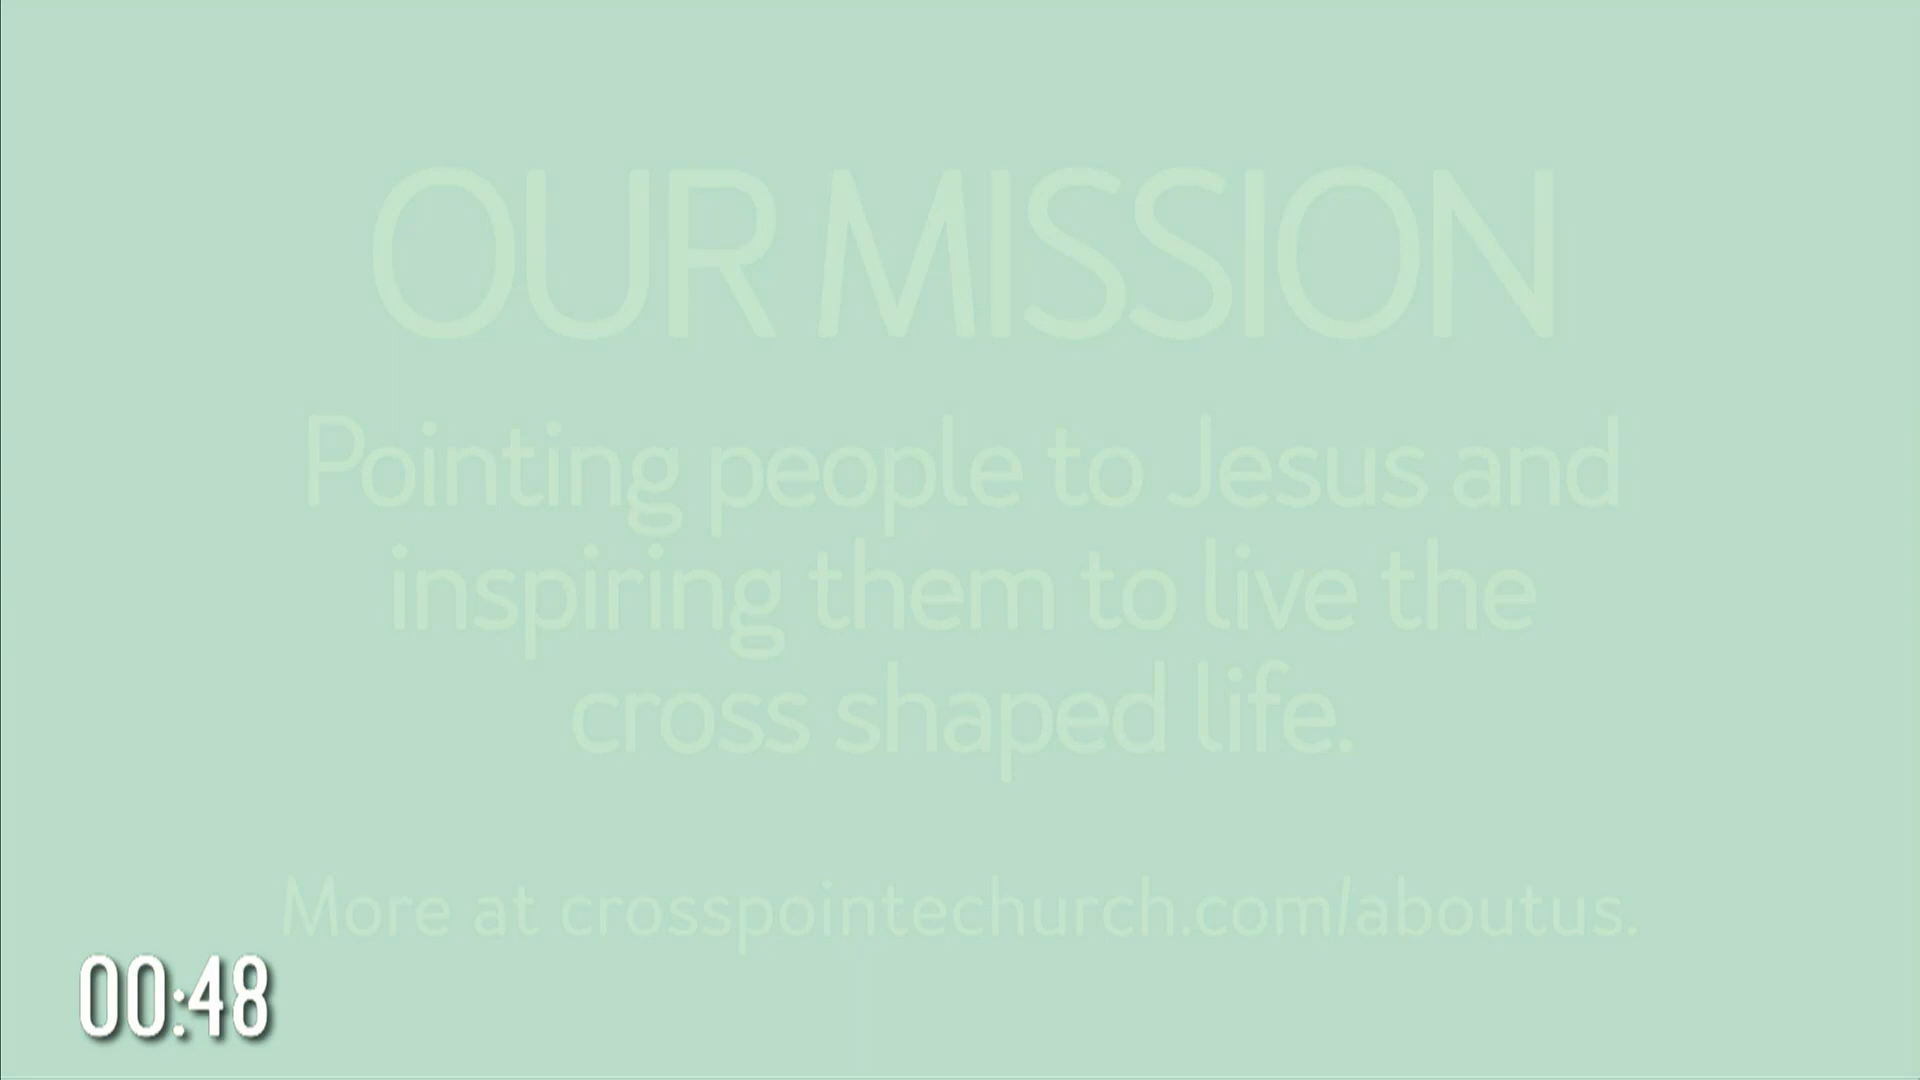 OUR MISSION
Pointing people to Jesus and
inspiring them to live the
cross shaped life.
More at crosspointechurch.com/aboutus.
00:48